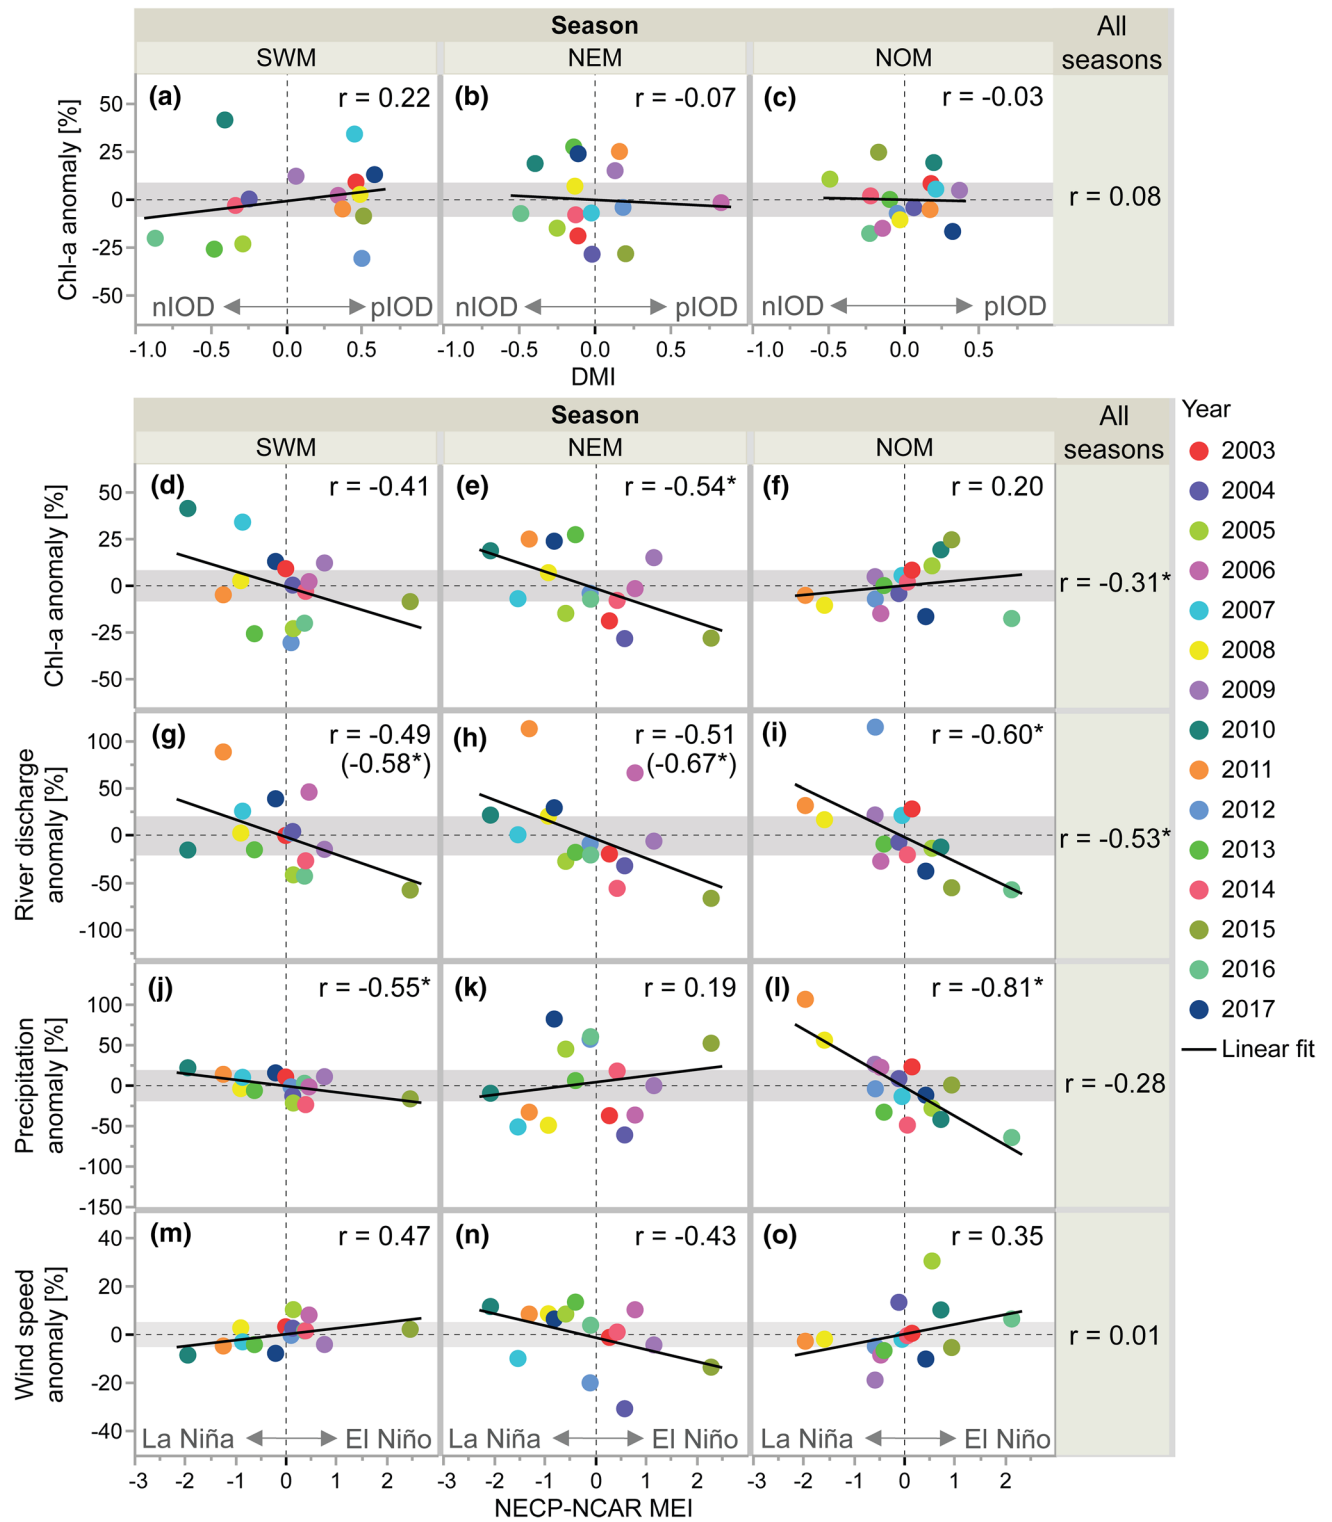 Season
All
seasons
SWM
NEM
NOM
(a)
r = 0.22
(b)
r = -0.07
(c)
r = -0.03
r = 0.08
Chl-a anomaly [%]
50
25
0
-25
-50
nIOD
pIOD
nIOD
pIOD
nIOD
pIOD
-1.0
-0.5
0.0
0.5
-1.0
-0.5
0.0
0.5
-1.0
-0.5
0.0
0.5
DMI
Season
All
seasons
SWM
NEM
NOM
(d)
r = -0.41
(e)
r = -0.54*
(f)
r = 0.20
r = -0.31*
Chl-a anomaly [%]
50
25
0
-25
-50
(g)
r = -0.49
(-0.58*)
(h)
r = -0.51
(-0.67*)
(i)
r = -0.60*
r = -0.53*
River discharge
anomaly [%]
100
50
0
-50
-100
(j)
r = -0.55*
(k)
r = 0.19
(l)
r = -0.81*
r = -0.28
Precipitation
anomaly [%]
100
50
0
-50
-100
-150
(m)
r = 0.47
(n)
r = -0.43
(o)
r = 0.35
r = 0.01
Wind speed
anomaly [%]
40
20
0
-20
-40
La Niña
El Niño
La Niña
El Niño
La Niña
El Niño
-3
-2
-1
0
1
2
-3
-2
-1
0
1
2
-3
-2
-1
0
1
2
NECP-NCAR MEI
Year
2003
2004
2005
2006
2007
2008
2009
2010
2011
2012
2013
2014
2015
2016
2017
Linear fit